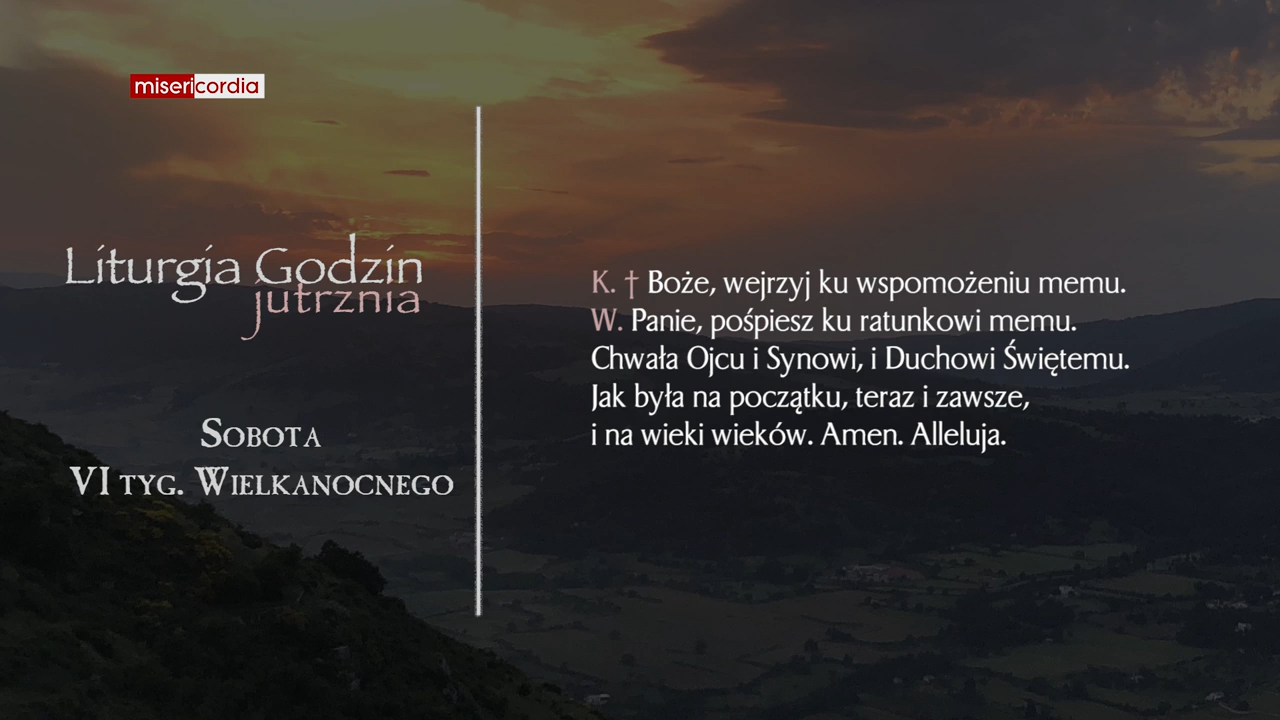 misericordia
Liturgia Godzin
jutrznia
Sobota
VI tyg. Wielkanocnego
K. † Boże, wejrzyj ku wspomożeniu memu.
W. Panie, pośpiesz ku ratunkowi memu.
Chwała Ojcu i Synowi, i Duchowi Świętemu.
Jak była na początku, teraz i zawsze,
i na wieki wieków. Amen. Alleluja.